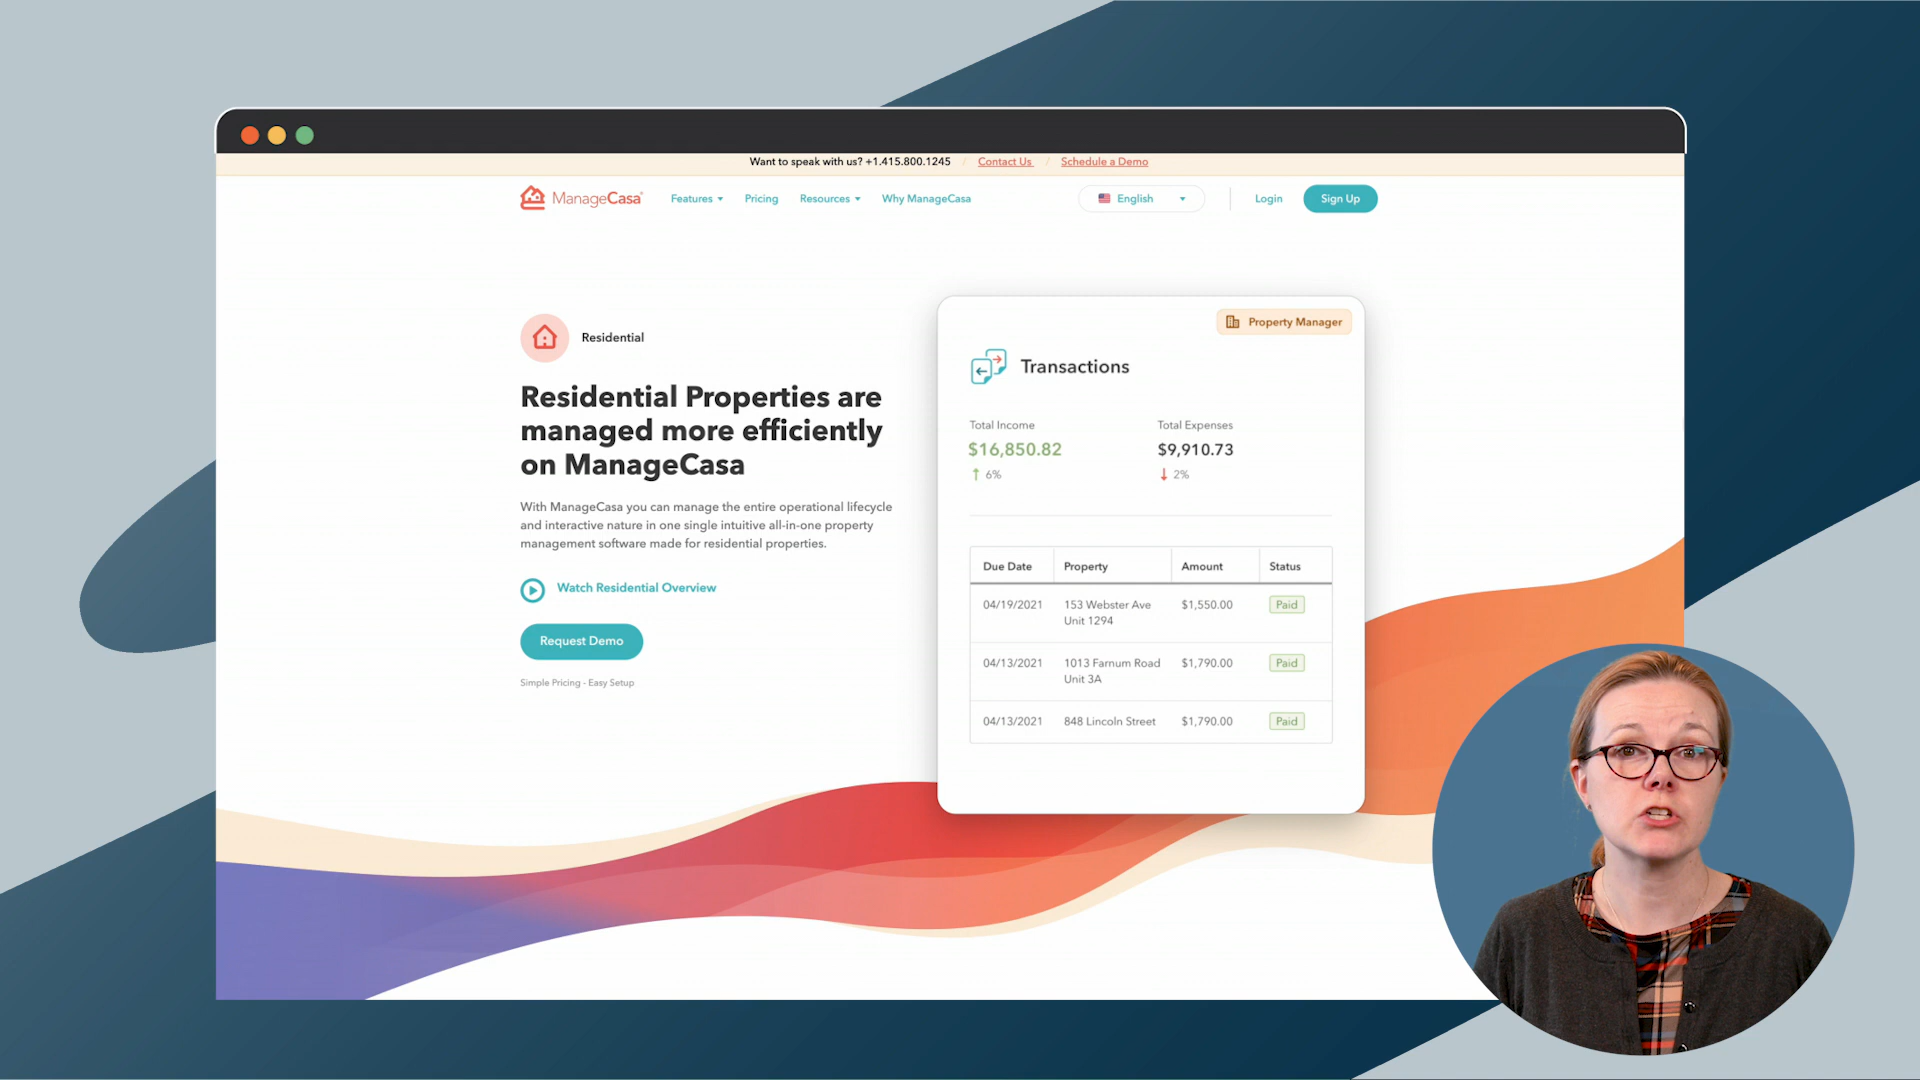 Want to speak with us? +1.415.800.1245 / Contact Us / Schedule a Demo
ManageCasa Features Pricing Resources Why ManageCasa English Login Sign Up
Residential
Residential Properties are
managed more efficiently
on ManageCasa
With ManageCasa you can manage the entire operational lifecycle
and interactive nature in one single intuitive all-in-one property
management software made for residential properties.
Watch Residential Overview
Request Demo
Simple Pricing - Easy Setup
Property Manager
Transactions
Total Income Total Expenses
$16,850.82 $9,910.73
↑ 6% ↓ 2%
Due Date Property Amount Status
04/19/2021 153 Webster Ave $1,550.00 Paid
Unit 1294
04/13/2021 1013 Farnum Road $1,790.00 Paid
Unit 3A
04/13/2021 848 Lincoln Street $1,790.00 Paid